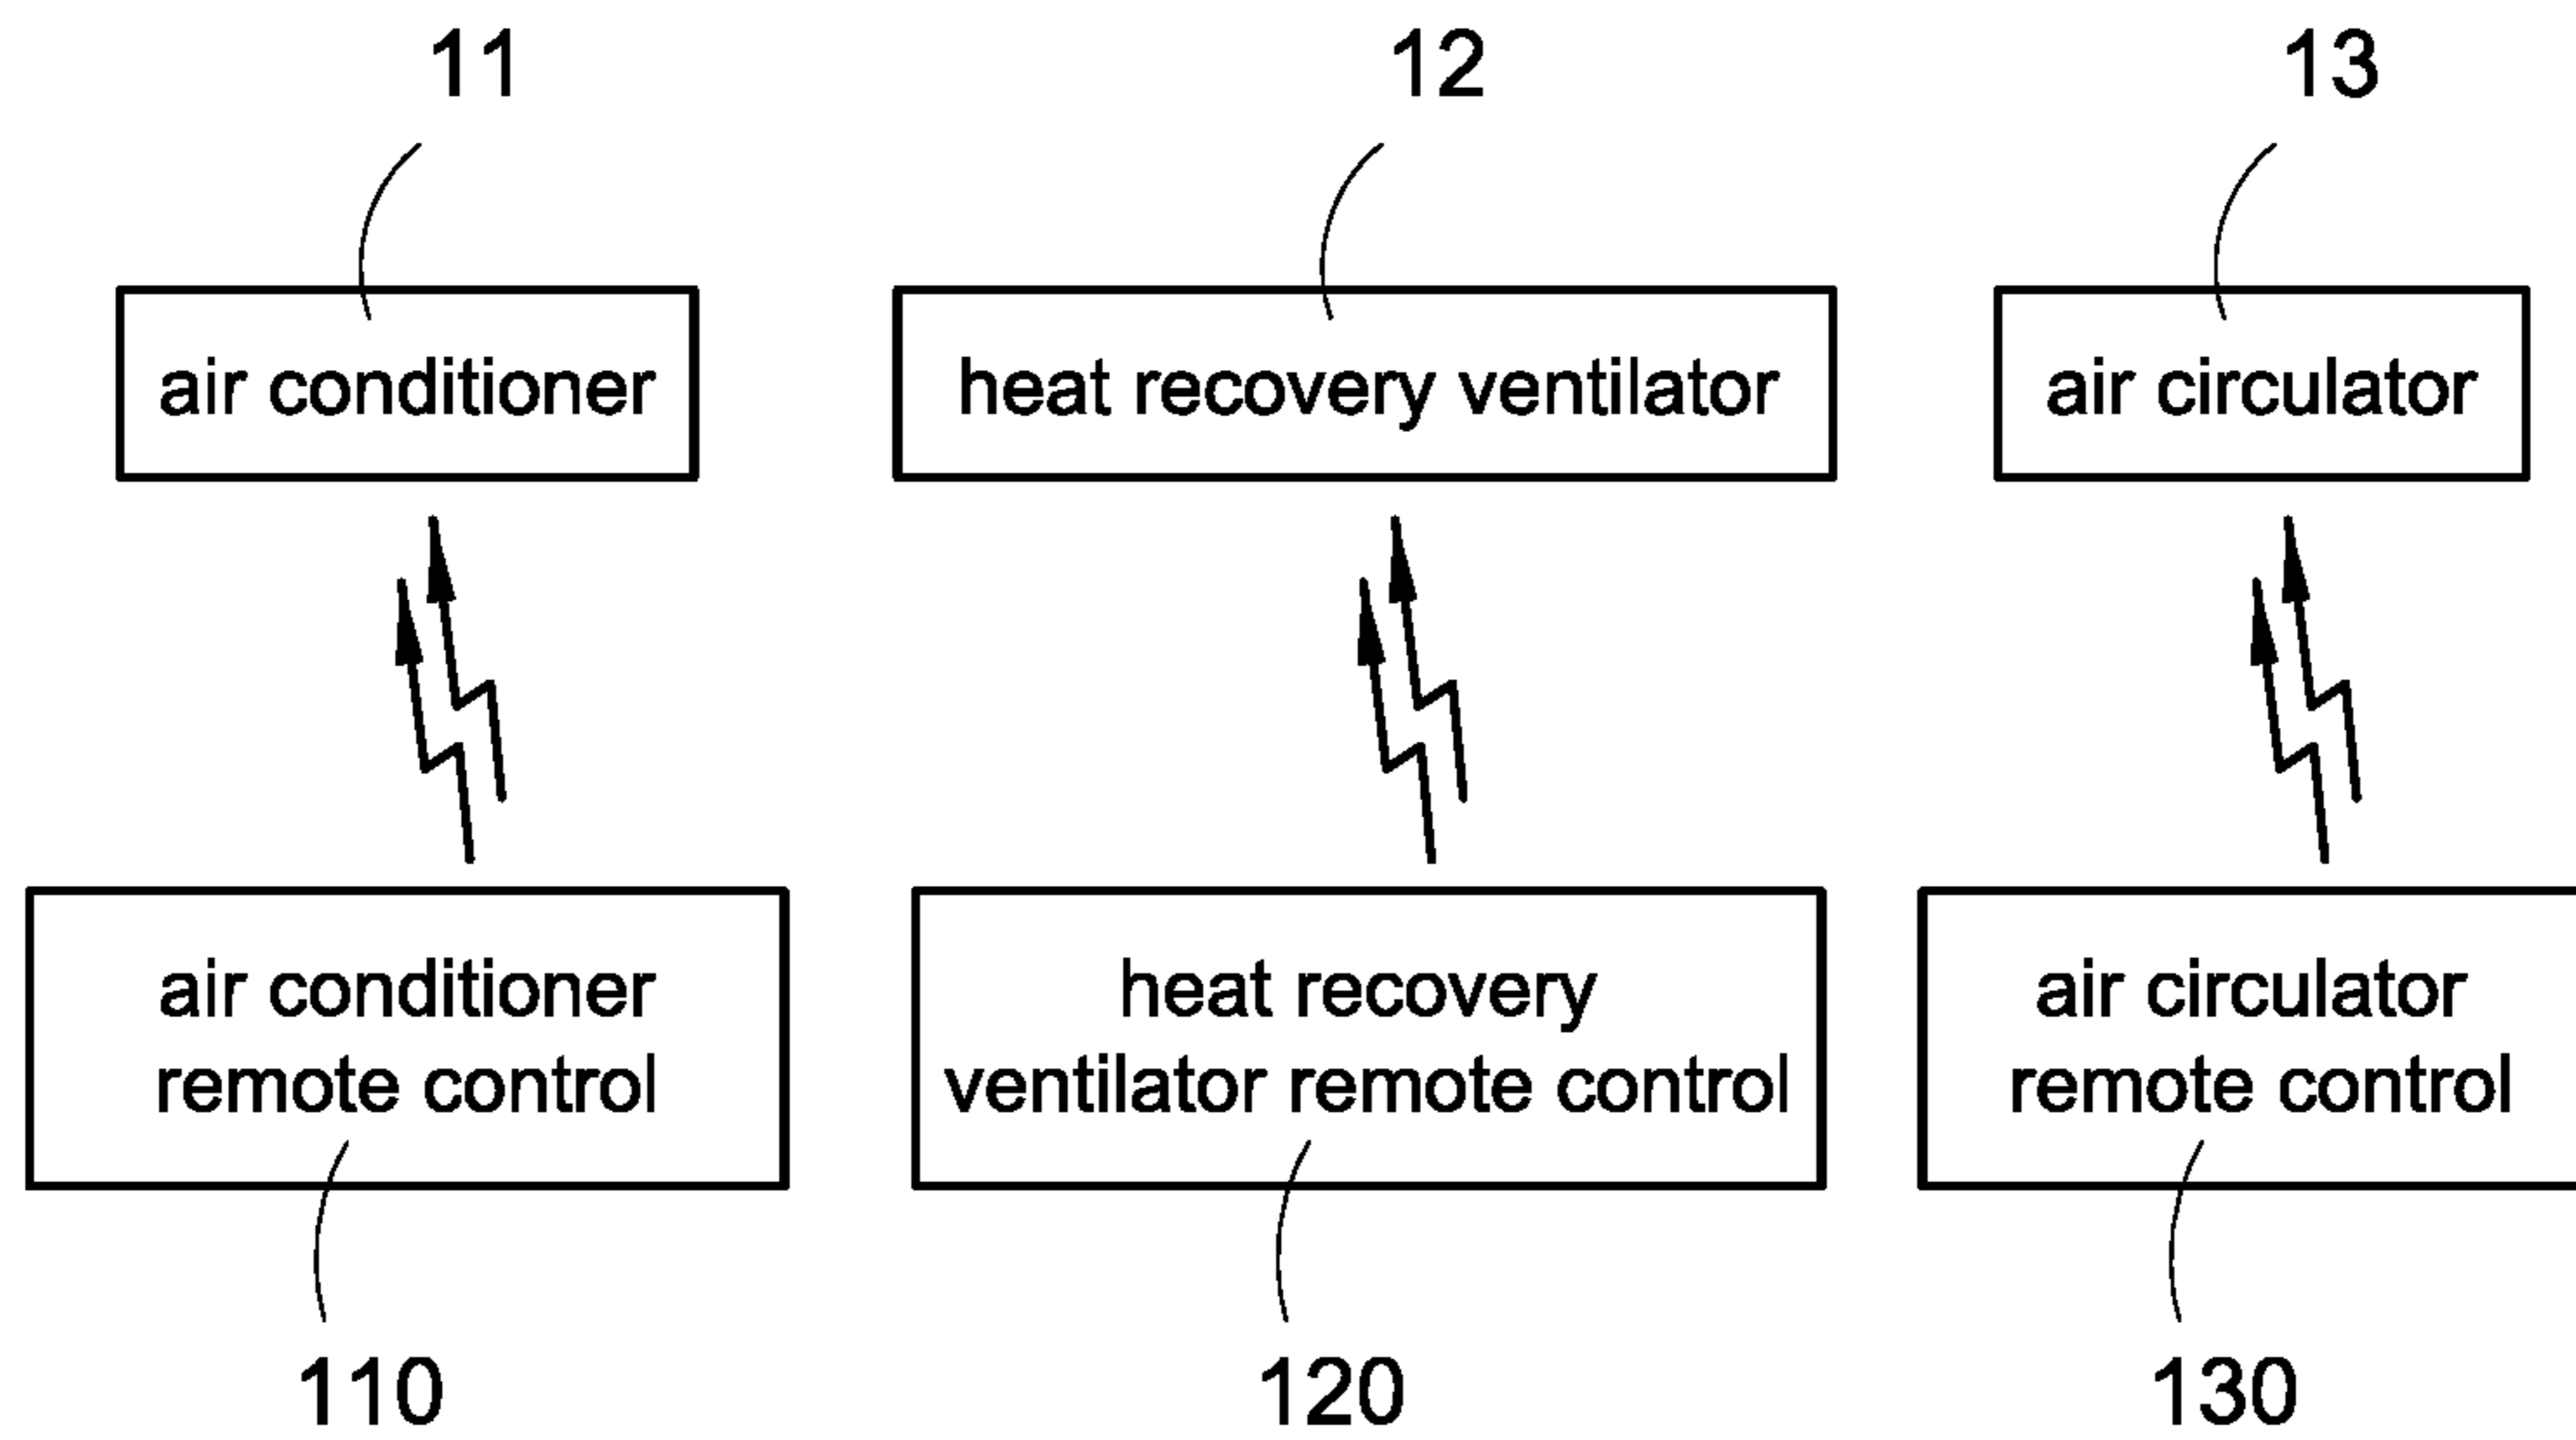 11
12
13
air conditioner
heat recovery ventilator
air circulator
air conditioner
remote control
heat recovery
ventilator remote control
air circulator
remote control
110
120
130